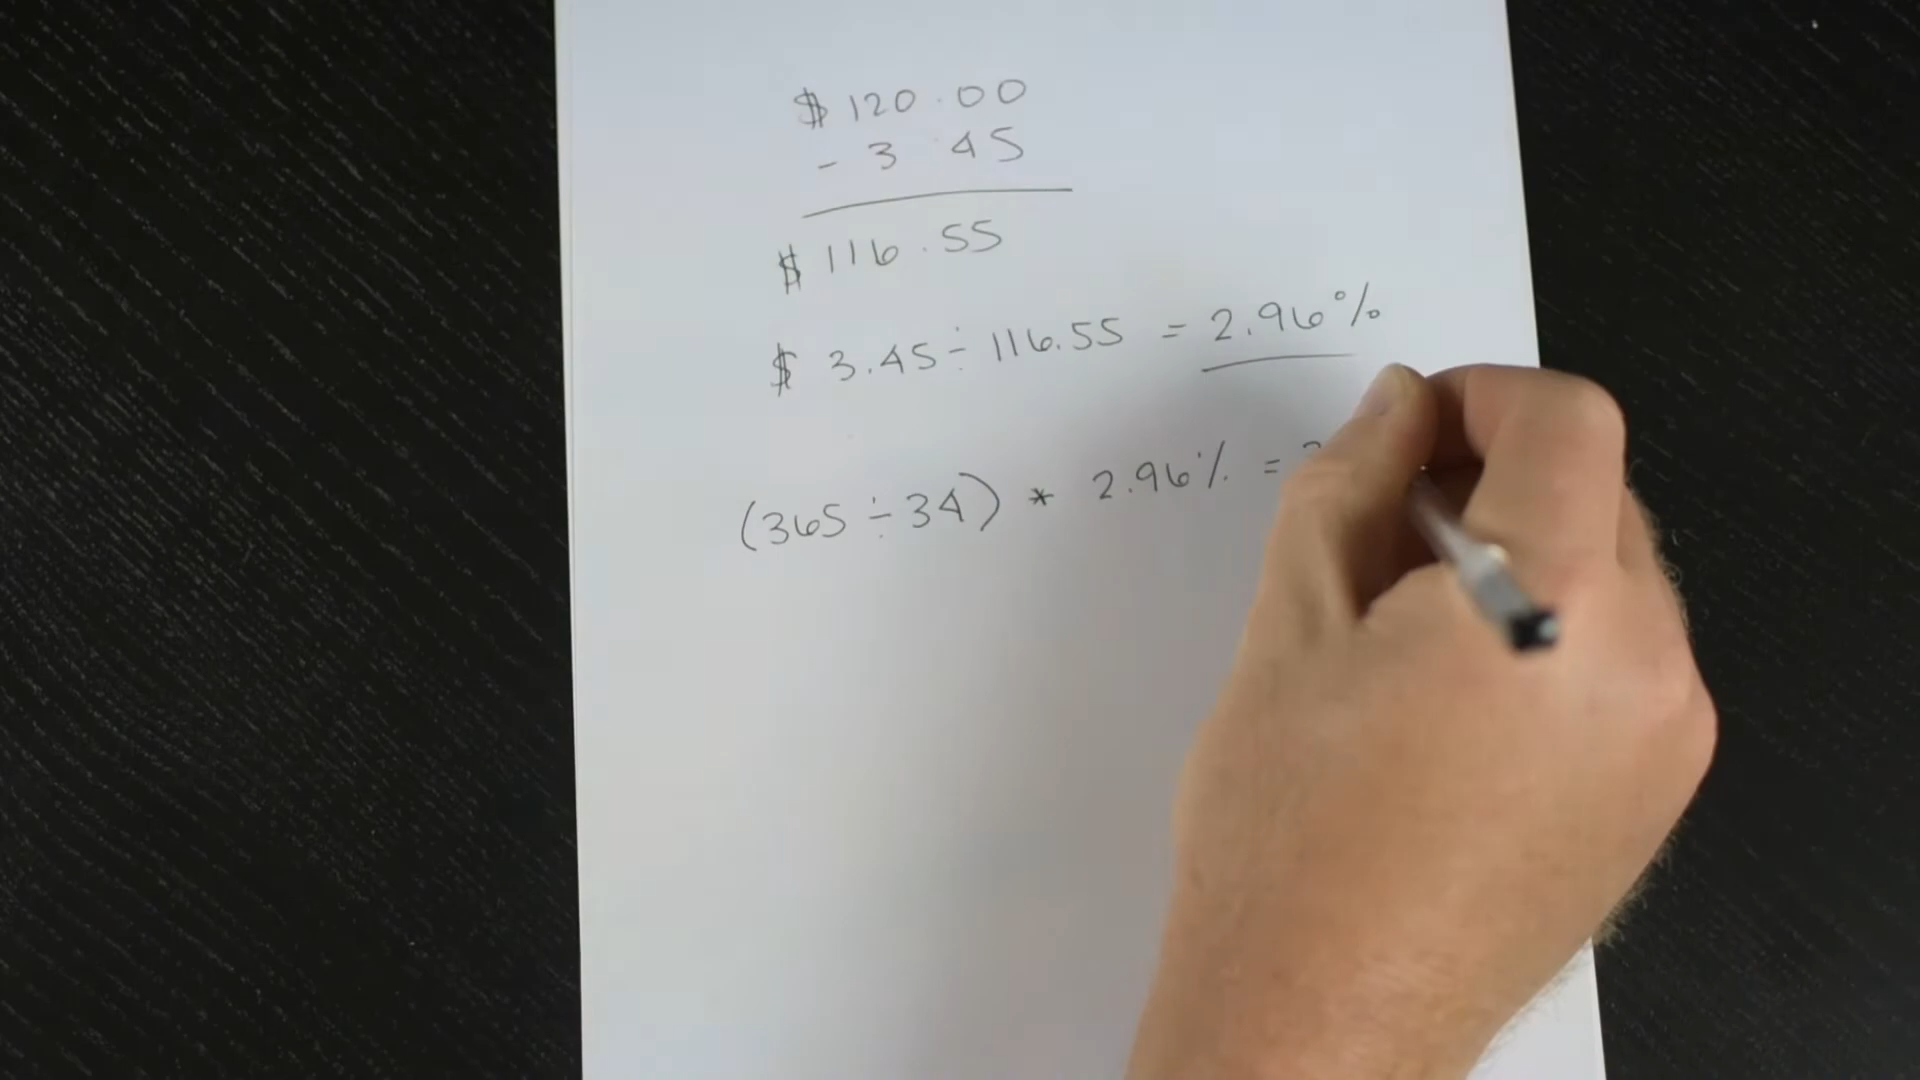 $ 120.00
- 3 45
$ 116.55
$ 3.45 ÷ 116.55 = 2.96%
(365 ÷ 34) * 2.96% =